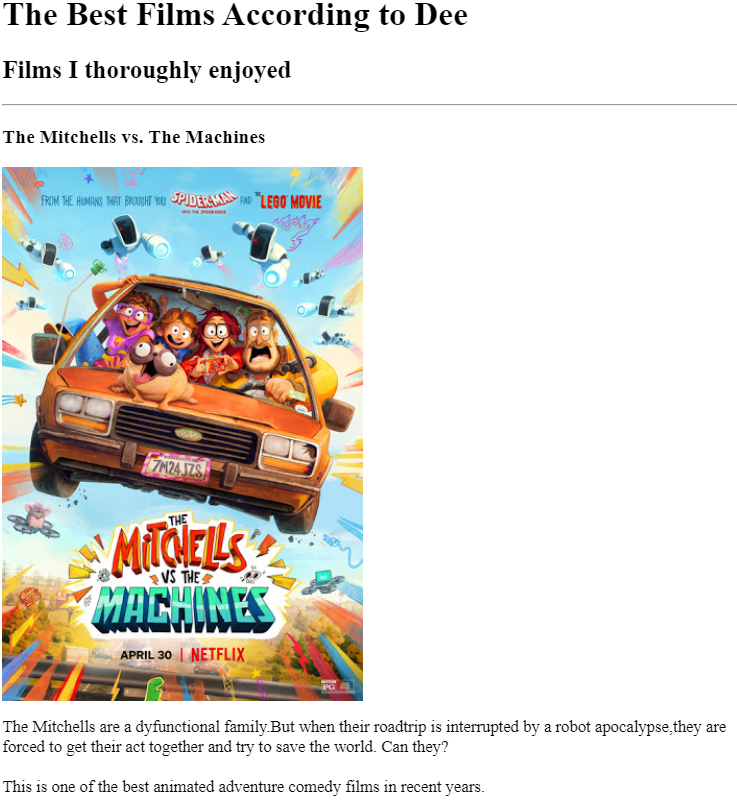 The Best Films According to Dee
Films I thoroughly enjoyed
The Mitchells vs. The Machines
FROM THE HUMANS THAT BROUGHT YOU SPIDER-MAN INTO THE SPIDER-VERSE AND THE LEGO MOVIE
7M24JZS
THE
MITCHELLS
VS THE
MACHINES
APRIL 30 | NETFLIX
PG
The Mitchells are a dyfunctional family.But when their roadtrip is interrupted by a robot apocalypse,they are
forced to get their act together and try to save the world. Can they?
This is one of the best animated adventure comedy films in recent years.